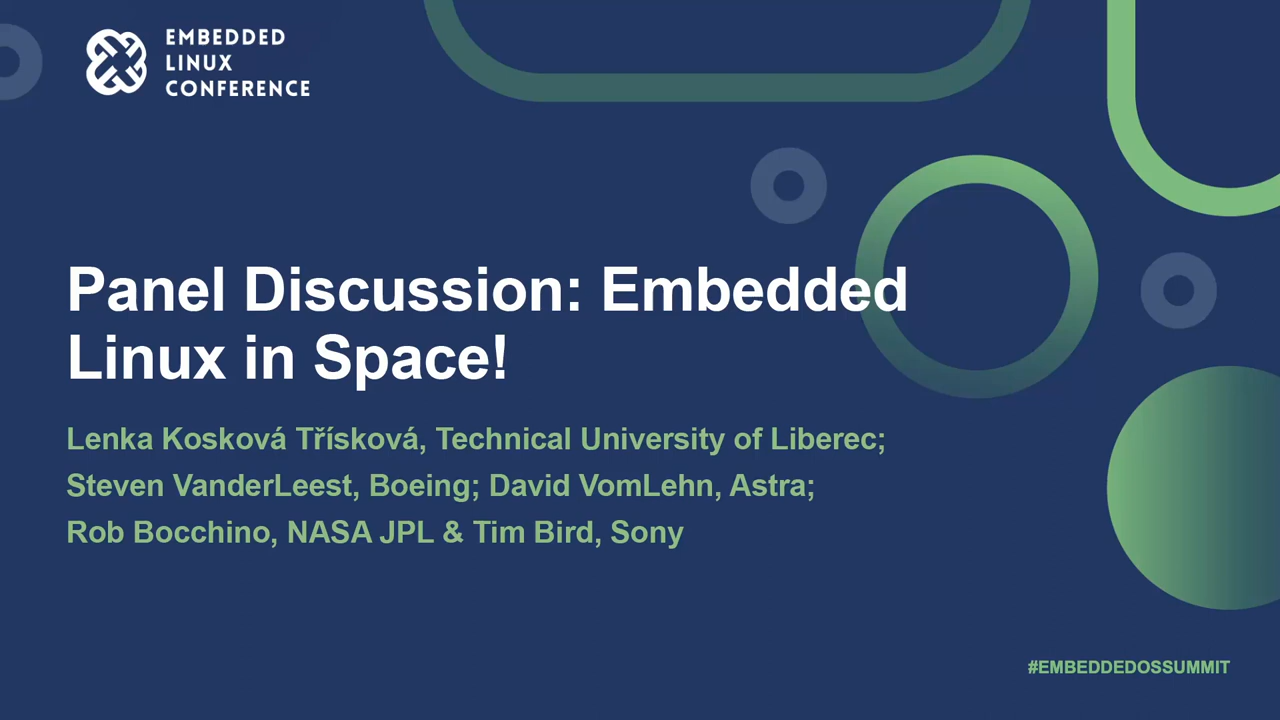 EMBEDDED
LINUX
CONFERENCE
Panel Discussion: Embedded
Linux in Space!
Lenka Kosková Třísková, Technical University of Liberec;
Steven VanderLeest, Boeing; David VomLehn, Astra;
Rob Bocchino, NASA JPL & Tim Bird, Sony
#EMBEDDEDOSSUMMIT